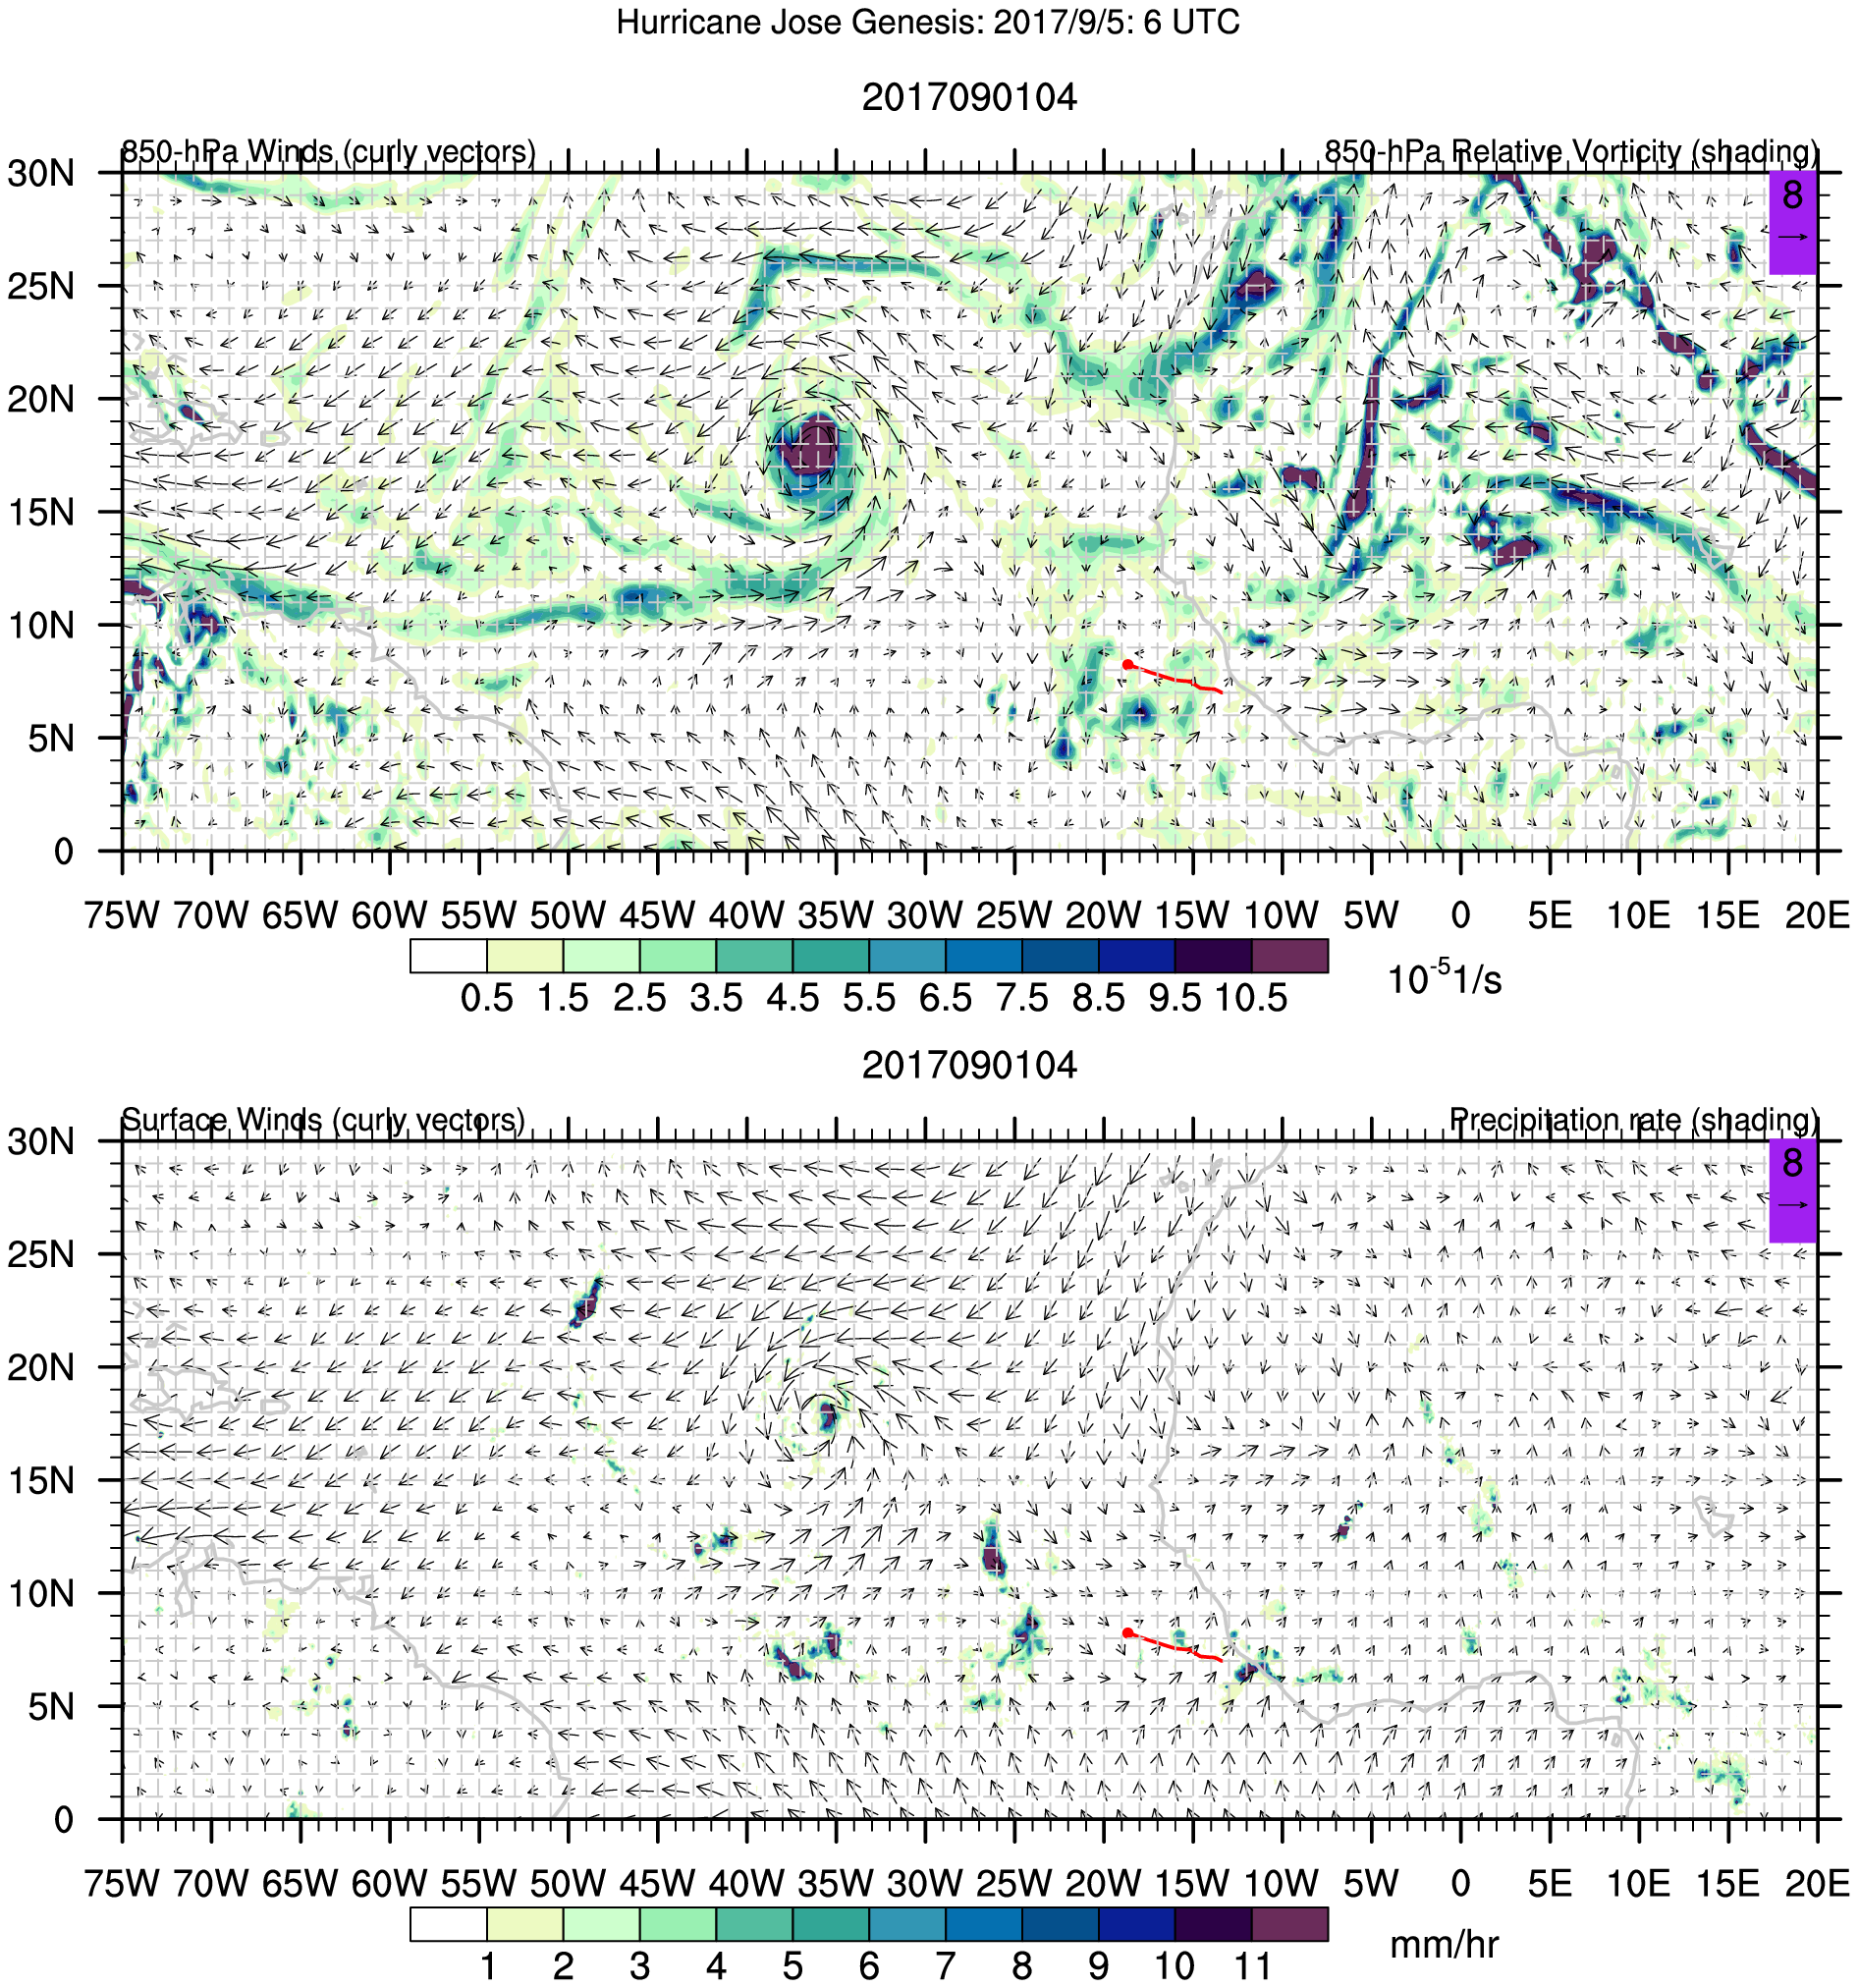 Hurricane Jose Genesis: 2017/9/5: 6 UTC
2017090104
850-hPa Winds (curly vectors) 850-hPa Relative Vorticity (shading)
8
30N
25N
20N
15N
10N
5N
0
75W 70W 65W 60W 55W 50W 45W 40W 35W 30W 25W 20W 15W 10W 5W 0 5E 10E 15E 20E
0.5 1.5 2.5 3.5 4.5 5.5 6.5 7.5 8.5 9.5 10.5
10⁻⁵1/s
2017090104
Surface Winds (curly vectors) Precipitation rate (shading)
8
30N
25N
20N
15N
10N
5N
0
75W 70W 65W 60W 55W 50W 45W 40W 35W 30W 25W 20W 15W 10W 5W 0 5E 10E 15E 20E
1 2 3 4 5 6 7 8 9 10 11
mm/hr